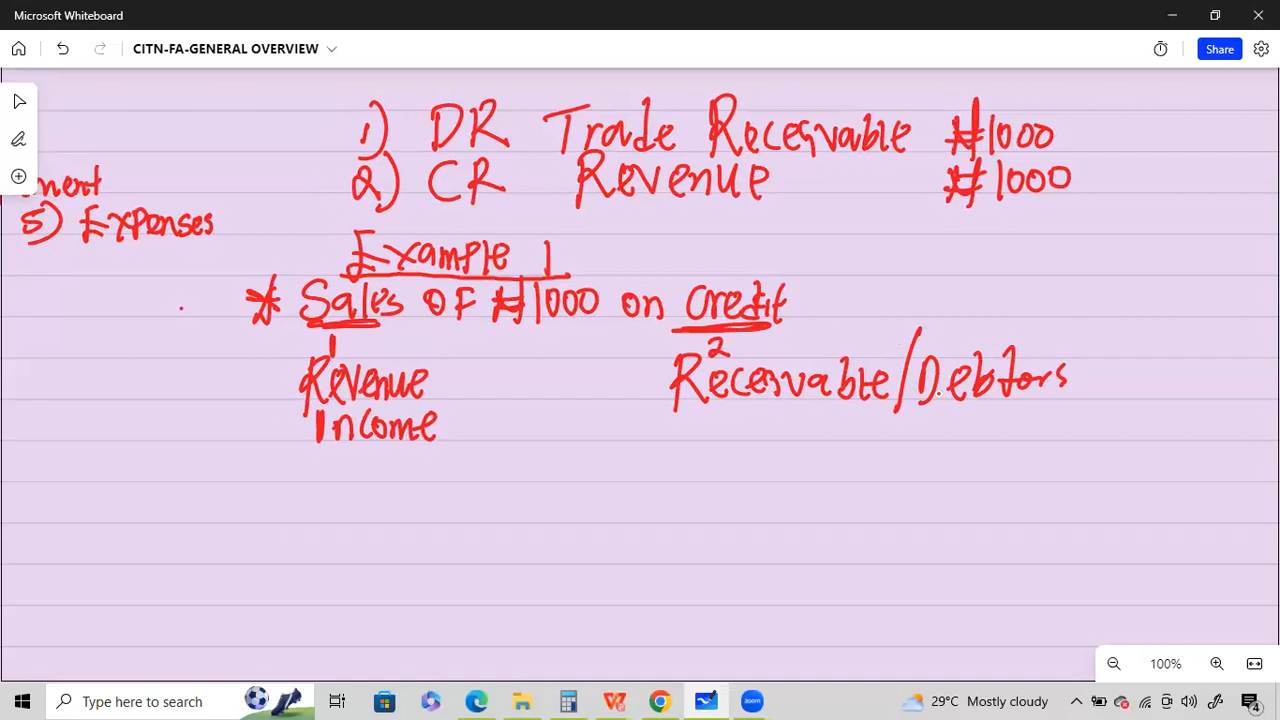 Microsoft Whiteboard
CITN-FA-GENERAL OVERVIEW
Share
1) DR Trade Receivable ₦1000
2) CR Revenue ₦1000
ment
5) Expenses
Example 1
* Sales OF ₦1000 on Credit
1
2
Revenue
Receivable/Debtors
Income
100%
Type here to search
zoom
29°C Mostly cloudy
4